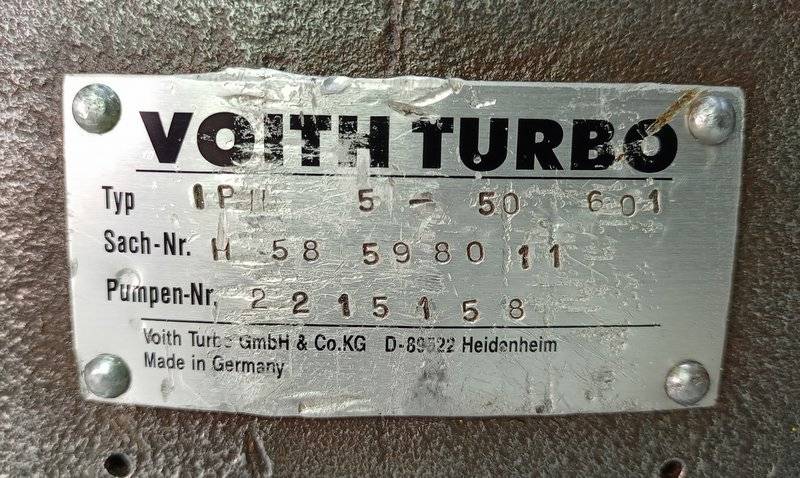 VOITH TURBO
Typ IPH 5 - 50 601
Sach-Nr. H 58 5980 11
Pumpen-Nr. 2215158
Voith Turbo GmbH & Co.KG D-89522 Heidenheim
Made in Germany